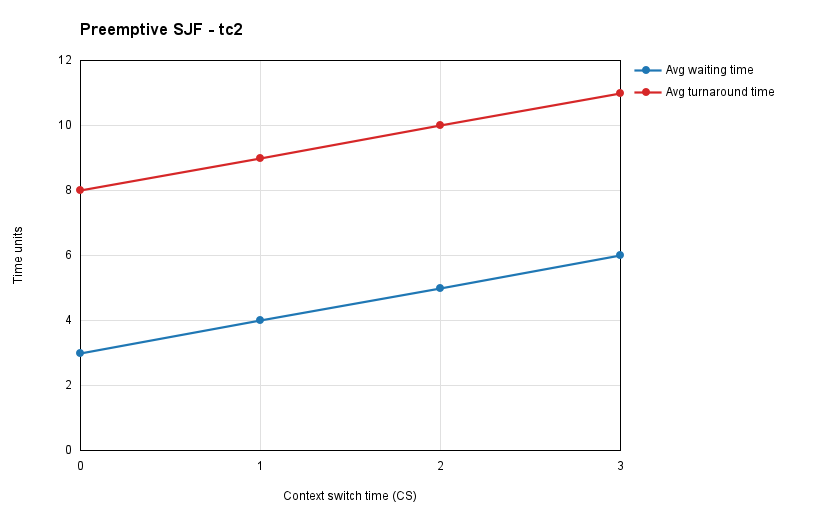 Preemptive SJF - tc2
Avg waiting time
Avg turnaround time
Time units
12
10
8
6
4
2
0
0 1 2 3
Context switch time (CS)